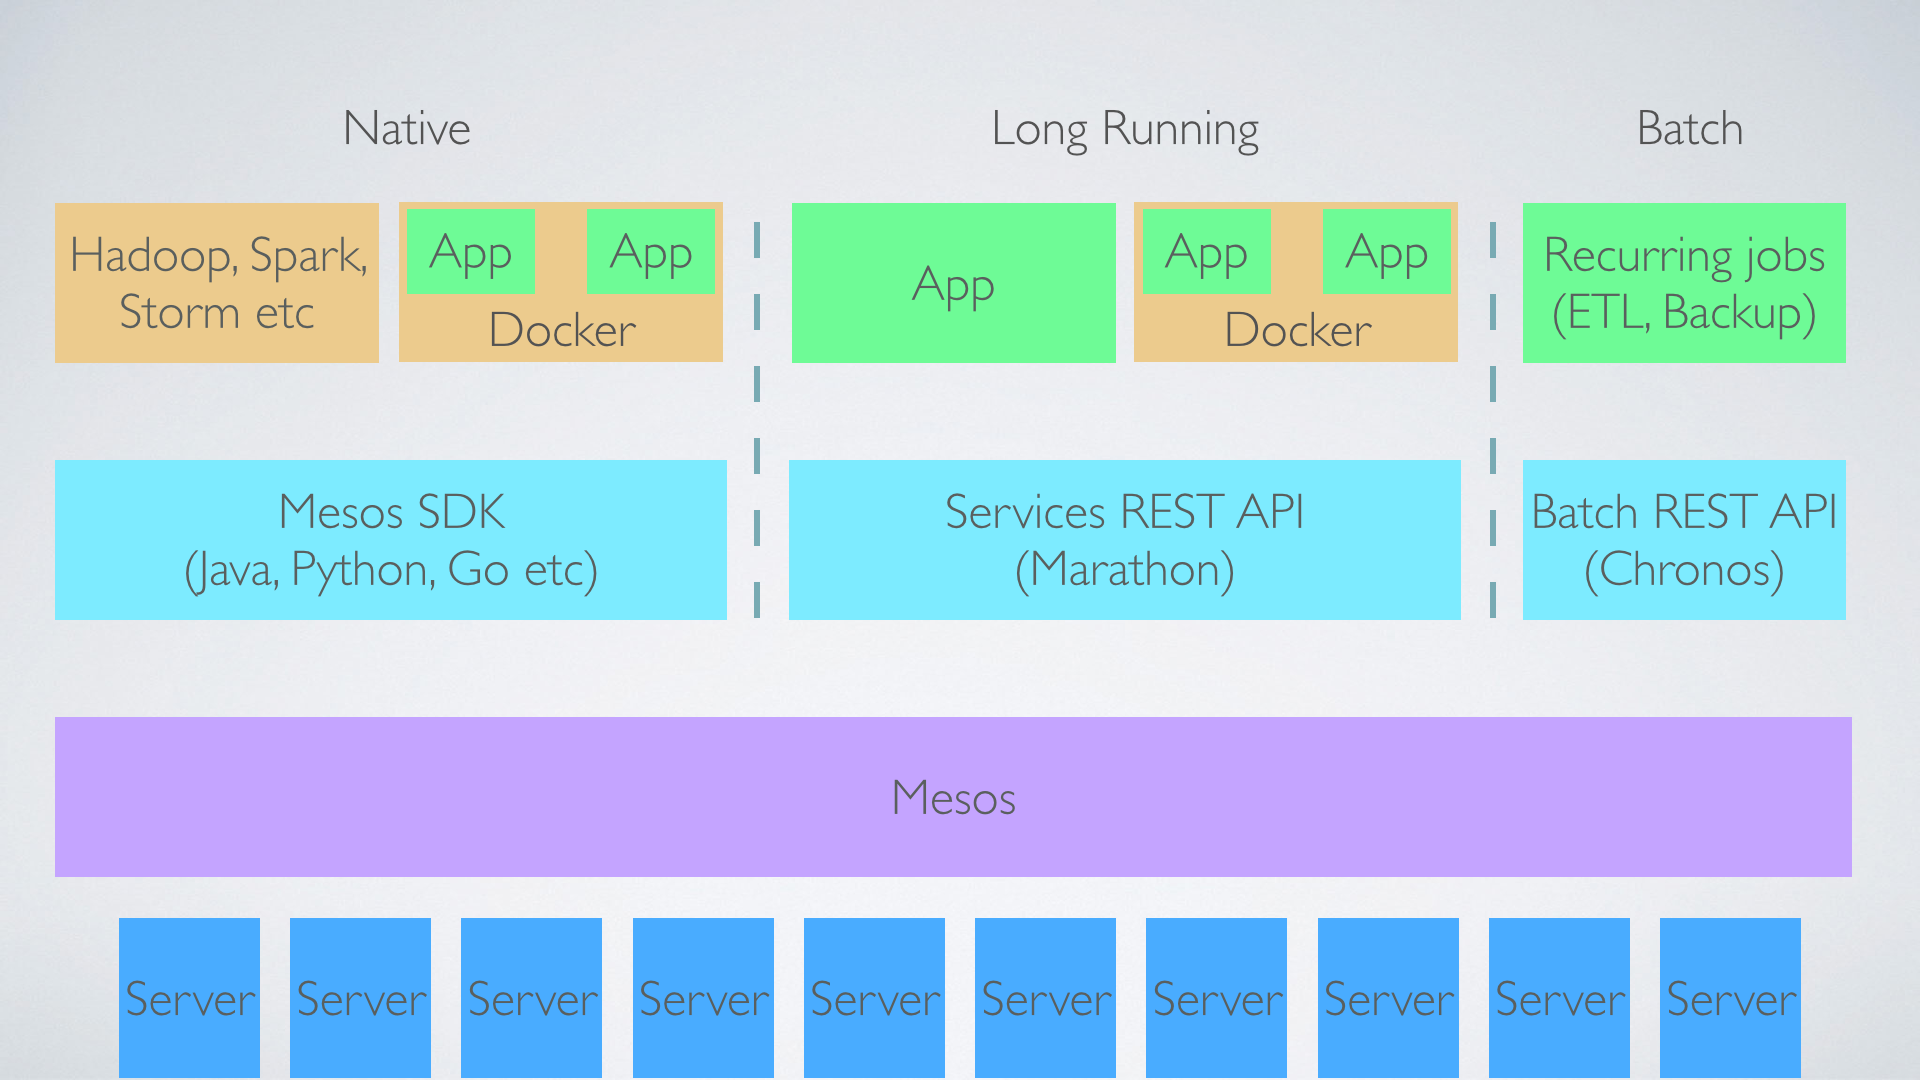 Native
Long Running
Batch
Hadoop, Spark,
Storm etc
App
App
Docker
App
App
App
Docker
Recurring jobs
(ETL, Backup)
Mesos SDK
(Java, Python, Go etc)
Services REST API
(Marathon)
Batch REST API
(Chronos)
Mesos
Server
Server
Server
Server
Server
Server
Server
Server
Server
Server